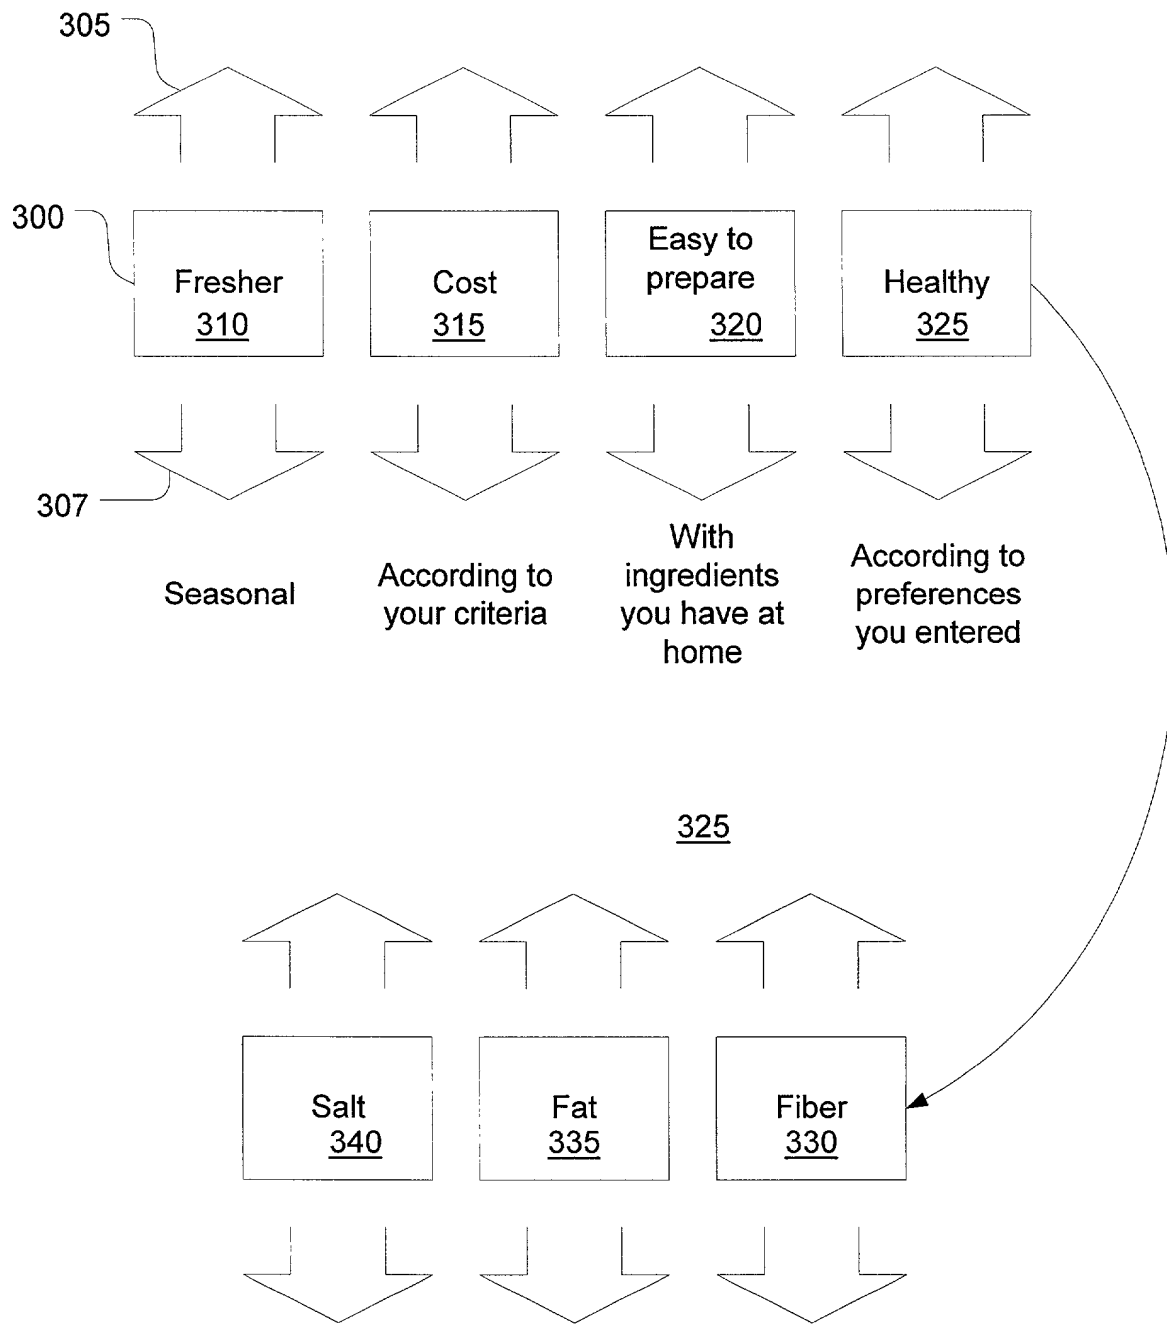 305
300
Fresher
310
Cost
315
Easy to
prepare
320
Healthy
325
307
Seasonal
According to
your criteria
With
ingredients
you have at
home
According to
preferences
you entered
325
Salt
340
Fat
335
Fiber
330